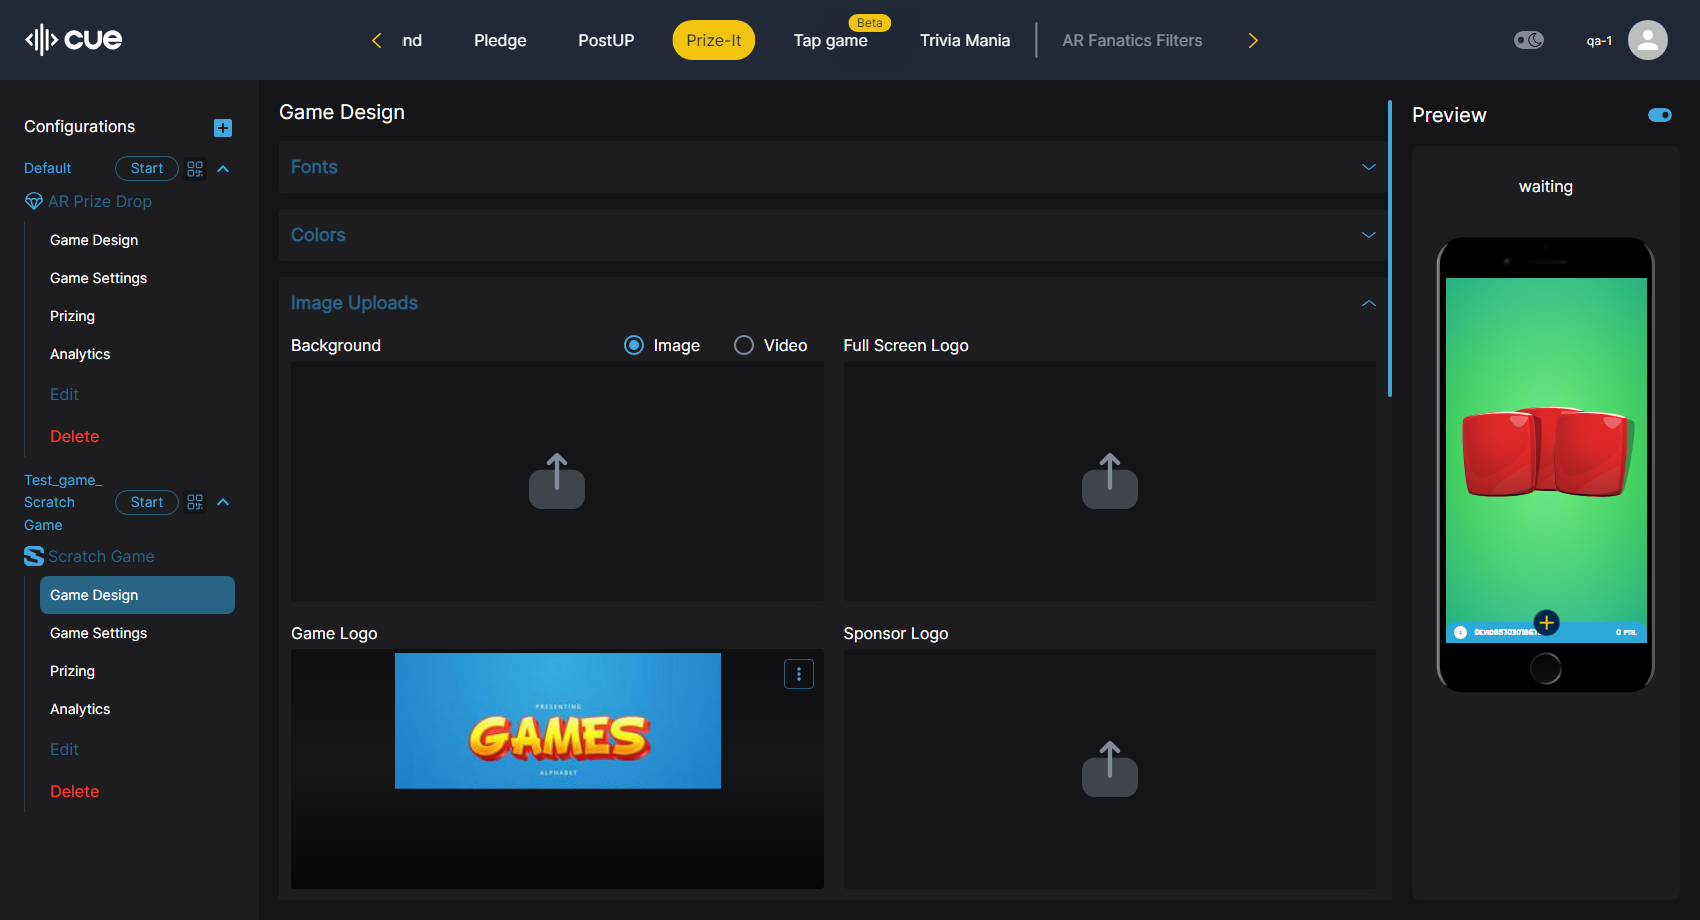 cue
nd
Pledge
PostUP
Prize-It
Beta
Tap game
Trivia Mania
AR Fanatics Filters
qa-1
Configurations
Default
Start
AR Prize Drop
Game Design
Game Settings
Prizing
Analytics
Edit
Delete
Test_game_
Scratch
Game
Start
Scratch Game
Game Design
Game Settings
Prizing
Analytics
Edit
Delete
Game Design
Fonts
Colors
Image Uploads
Background
Image
Video
Full Screen Logo
Game Logo
PRESENTING
GAMES
ALPHABET
Sponsor Logo
Preview
waiting
0 PTS.